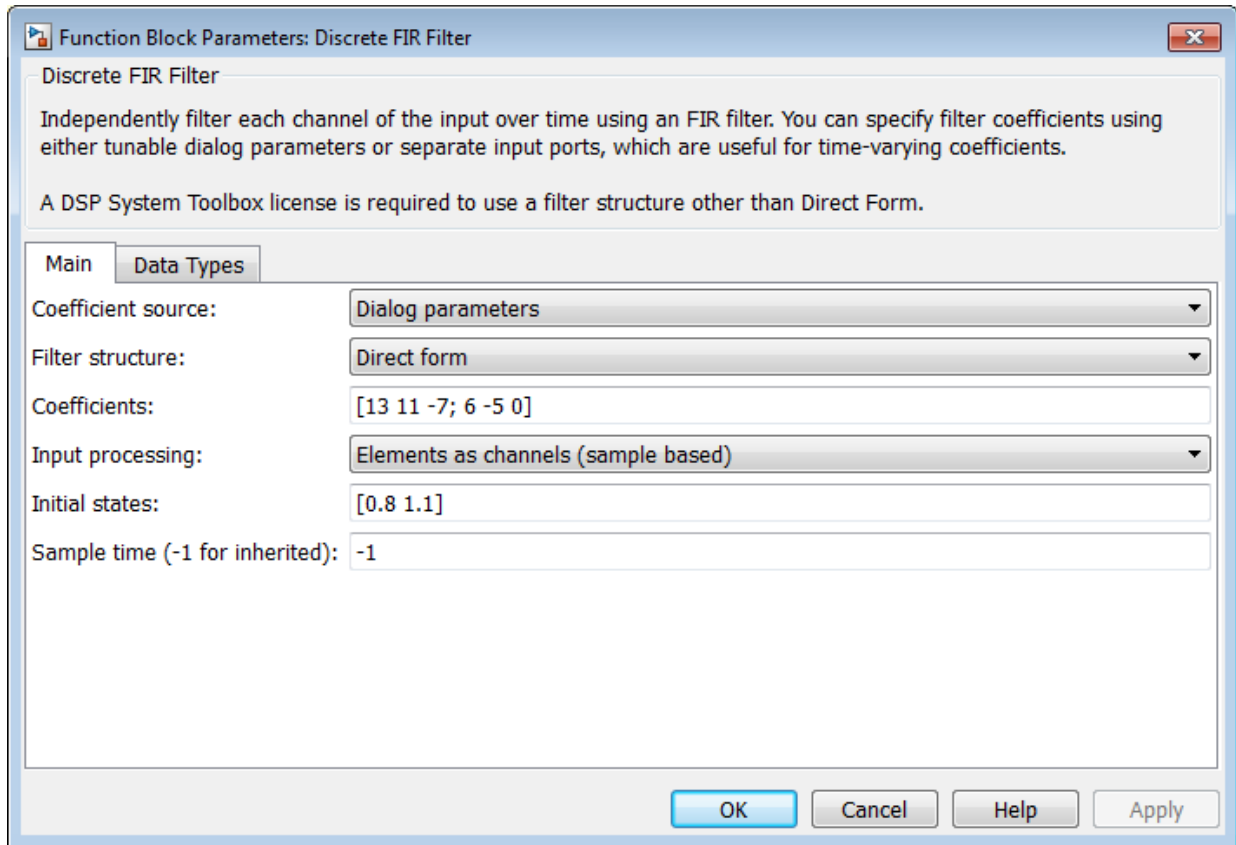 Function Block Parameters: Discrete FIR Filter
Discrete FIR Filter
Independently filter each channel of the input over time using an FIR filter. You can specify filter coefficients using
either tunable dialog parameters or separate input ports, which are useful for time-varying coefficients.
A DSP System Toolbox license is required to use a filter structure other than Direct Form.
Main Data Types
Coefficient source: Dialog parameters
Filter structure: Direct form
Coefficients: [13 11 -7; 6 -5 0]
Input processing: Elements as channels (sample based)
Initial states: [0.8 1.1]
Sample time (-1 for inherited): -1
OK Cancel Help Apply